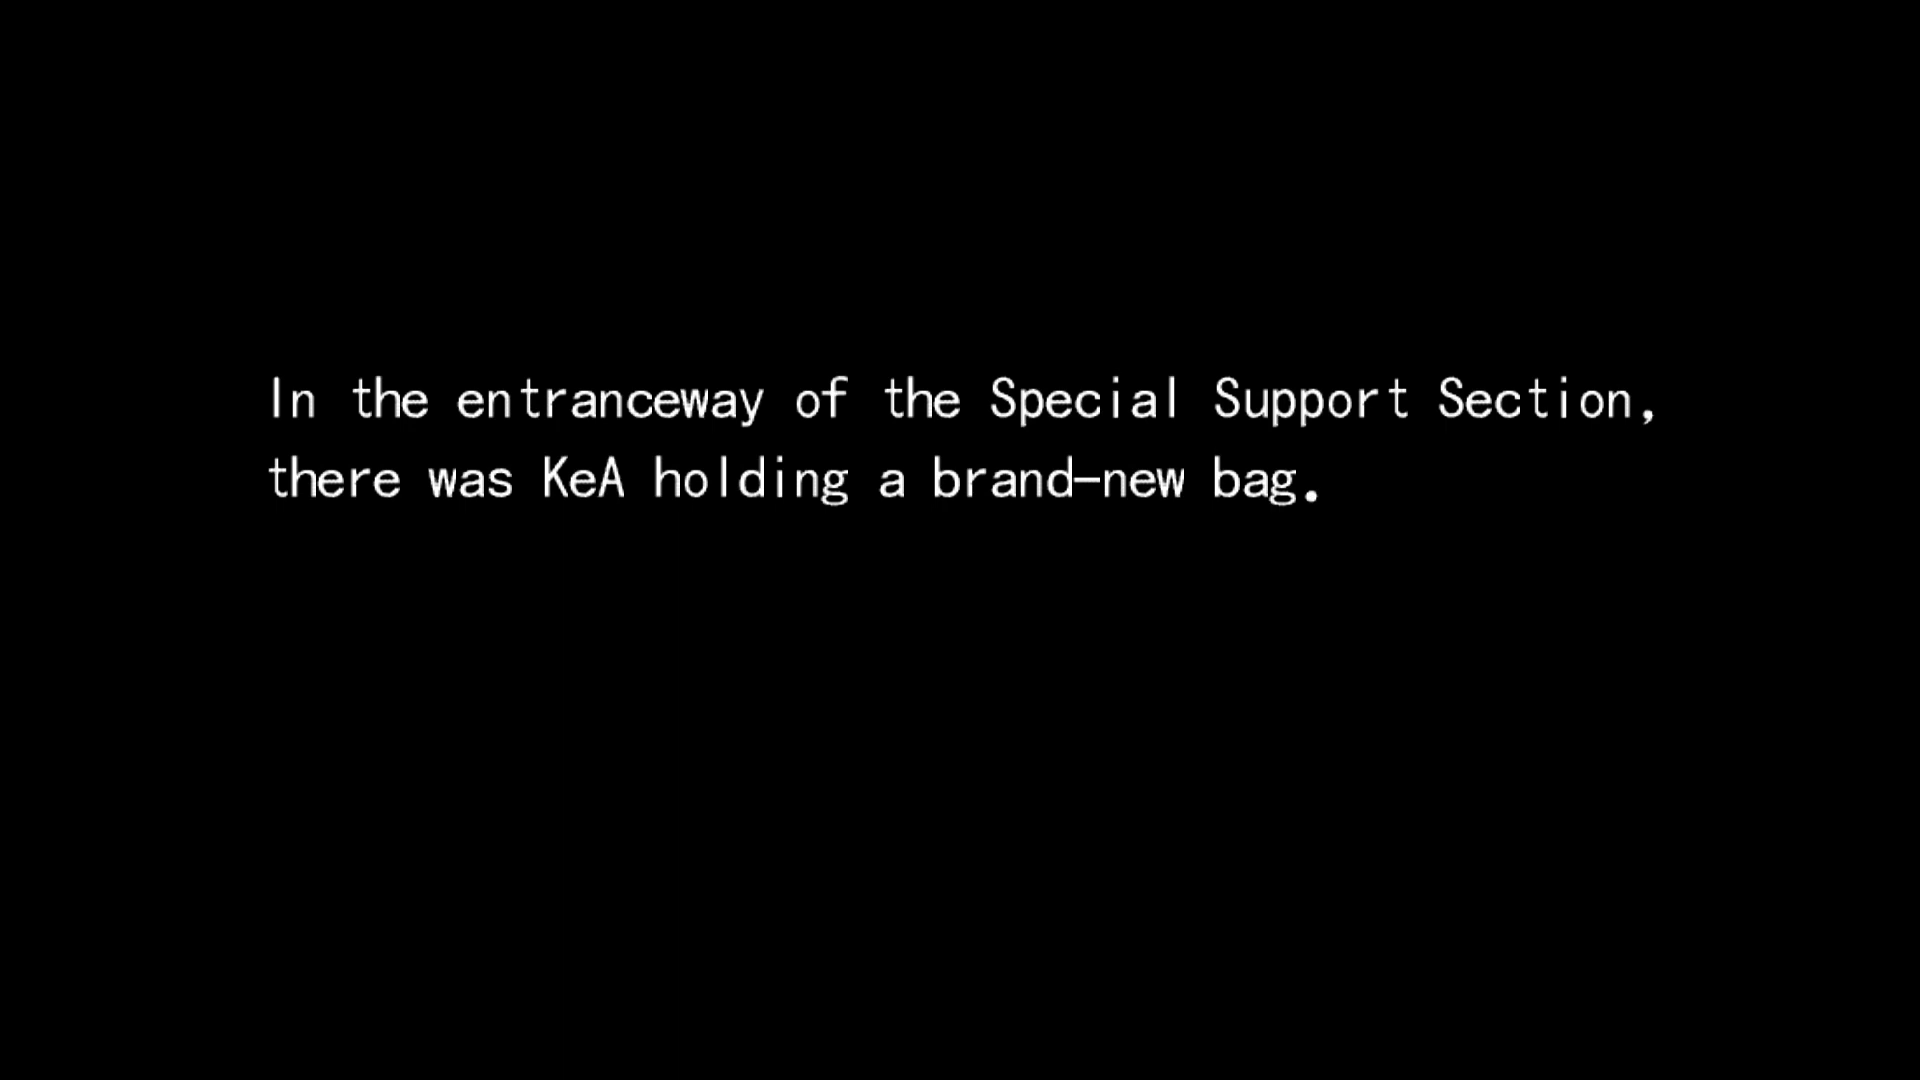 In the entranceway of the Special Support Section,
there was KeA holding a brand-new bag.